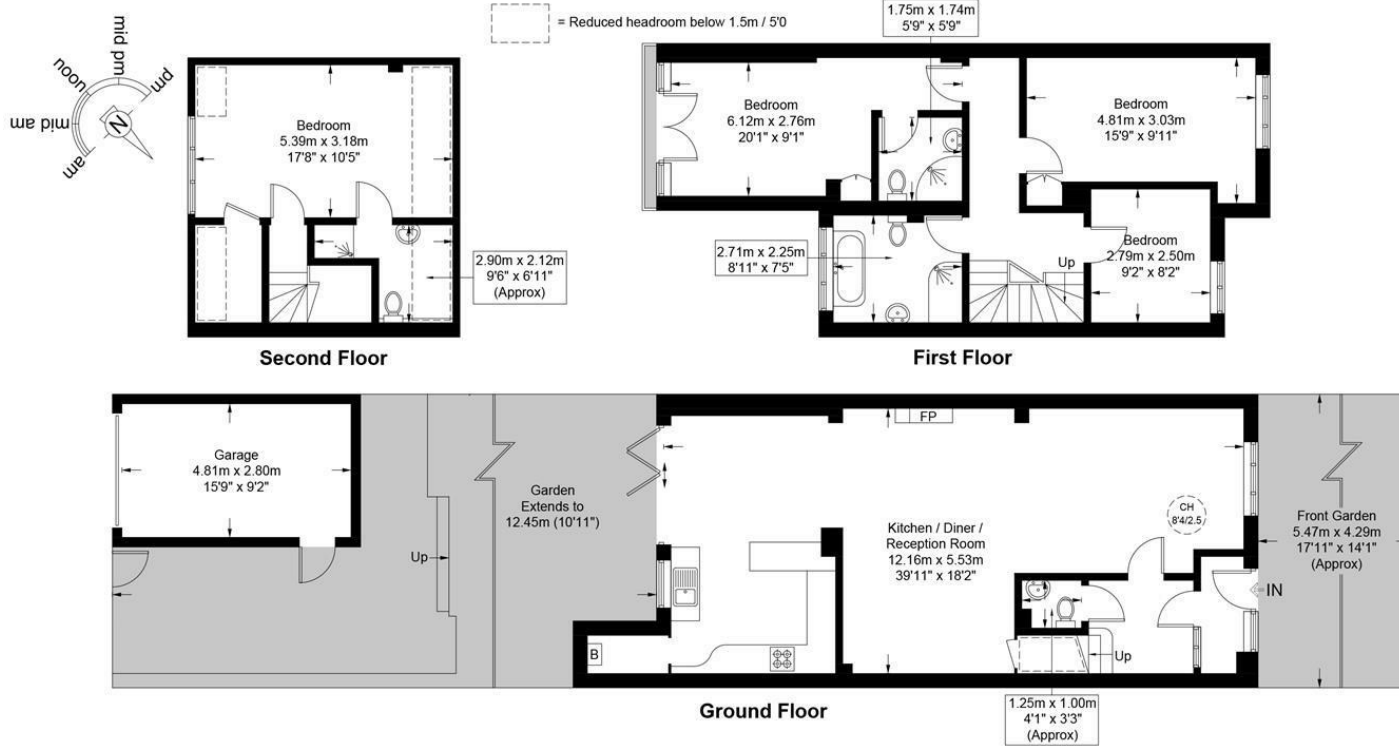 = Reduced headroom below 1.5m / 5'0
1.75m x 1.74m
5'9" x 5'9"
am
mid am
noon
mid pm
pm
N
Bedroom
5.39m x 3.18m
17'8" x 10'5"
2.90m x 2.12m
9'6" x 6'11"
(Approx)
Second Floor
Bedroom
6.12m x 2.76m
20'1" x 9'1"
Bedroom
4.81m x 3.03m
15'9" x 9'11"
2.71m x 2.25m
8'11" x 7'5"
Bedroom
2.79m x 2.50m
9'2" x 8'2"
Up
First Floor
Garage
4.81m x 2.80m
15'9" x 9'2"
Up
Garden
Extends to
12.45m (10'11")
FP
Kitchen / Diner /
Reception Room
12.16m x 5.53m
39'11" x 18'2"
CH
8'4/2.5
Front Garden
5.47m x 4.29m
17'11" x 14'1"
(Approx)
IN
B
Up
1.25m x 1.00m
4'1" x 3'3"
(Approx)
Ground Floor